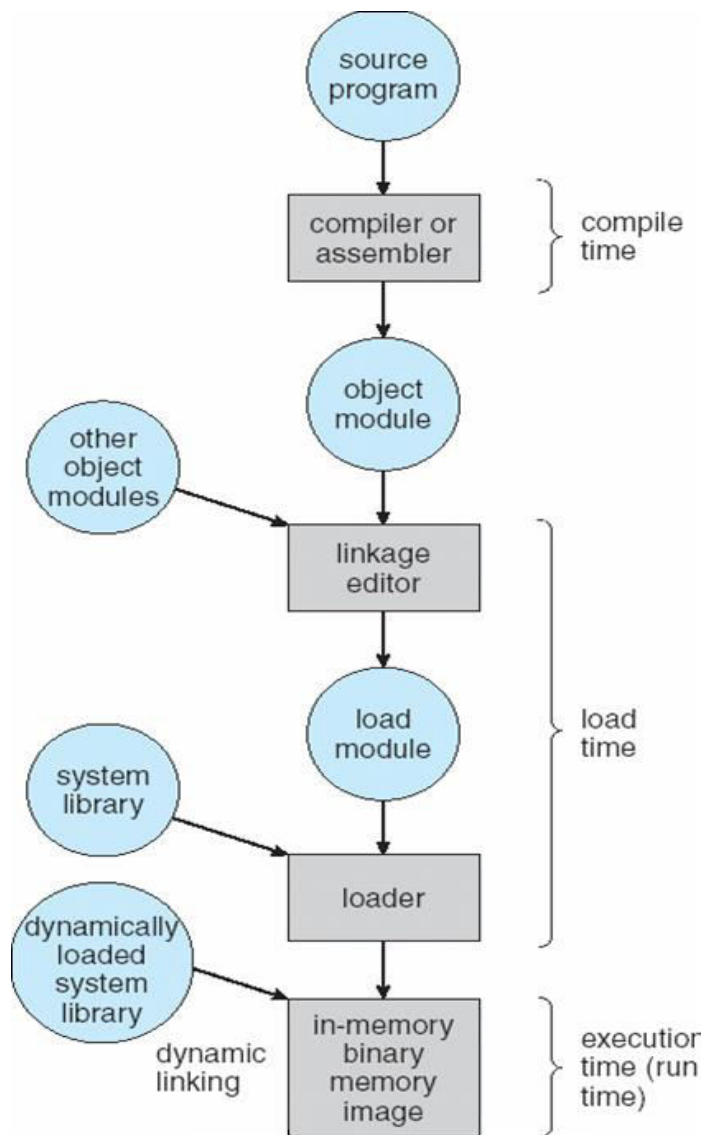 source
program
compiler or
assembler
compile
time
object
module
other
object
modules
linkage
editor
load
module
load
time
system
library
loader
dynamically
loaded
system
library
dynamic
linking
in-memory
binary
memory
image
execution
time (run
time)